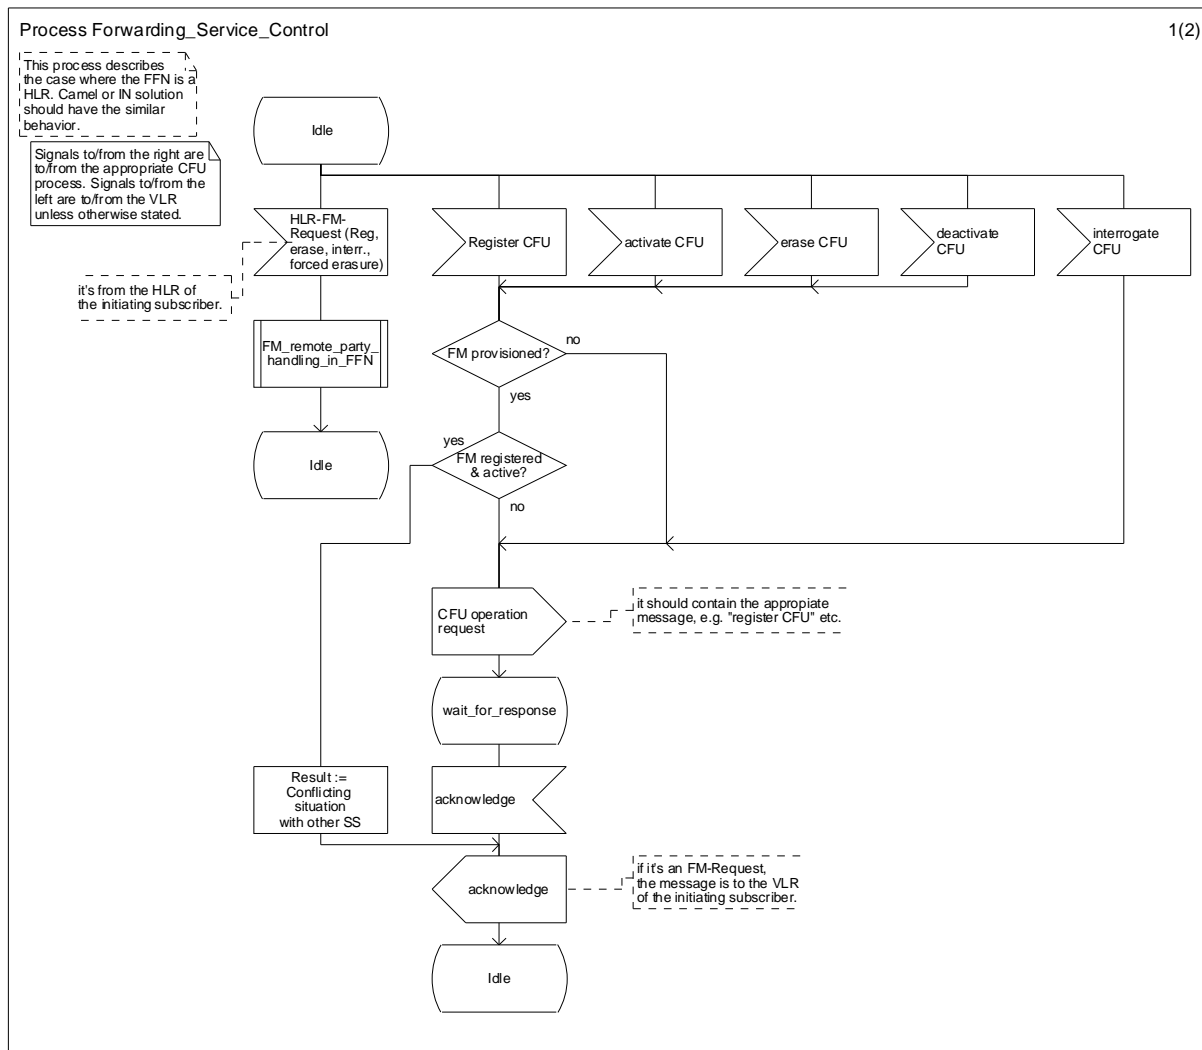 Process Forwarding_Service_Control
1(2)
This process describes
the case where the FFN is a
HLR. Camel or IN solution
should have the similar
behavior.
Signals to/from the right are
to/from the appropriate CFU
process. Signals to/from the
left are to/from the VLR
unless otherwise stated.
Idle
HLR-FM-
Request (Reg,
erase, interr.,
forced erasure)
Register CFU
activate CFU
erase CFU
deactivate
CFU
interrogate
CFU
it's from the HLR of
the initiating subscriber.
FM_remote_party_
handling_in_FFN
FM provisioned?
no
yes
Idle
yes
FM registered
& active?
no
CFU operation
request
it should contain the appropiate
message, e.g. "register CFU" etc.
wait_for_response
Result :=
Conflicting
situation
with other SS
acknowledge
acknowledge
if it's an FM-Request,
the message is to the VLR
of the initiating subscriber.
Idle